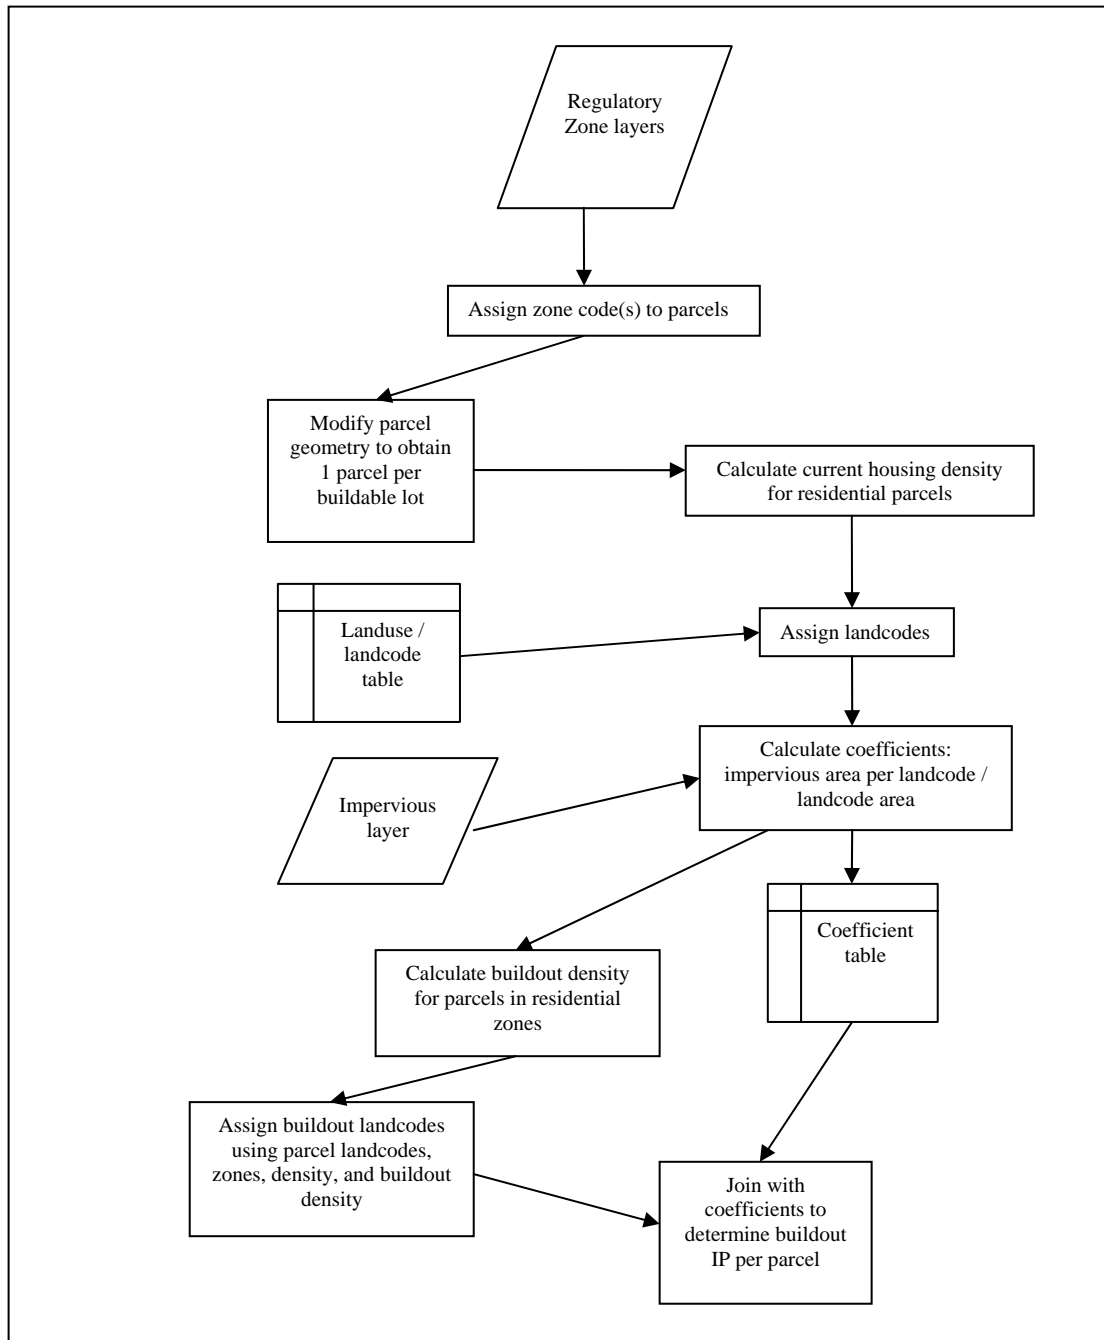 Regulatory
Zone layers
Assign zone code(s) to parcels
Modify parcel
geometry to obtain
1 parcel per
buildable lot
Calculate current housing density
for residential parcels
Landuse /
landcode
table
Assign landcodes
Calculate coefficients:
impervious area per landcode /
landcode area
Impervious
layer
Coefficient
table
Calculate buildout density
for parcels in residential
zones
Assign buildout landcodes
using parcel landcodes,
zones, density, and buildout
density
Join with
coefficients to
determine buildout
IP per parcel